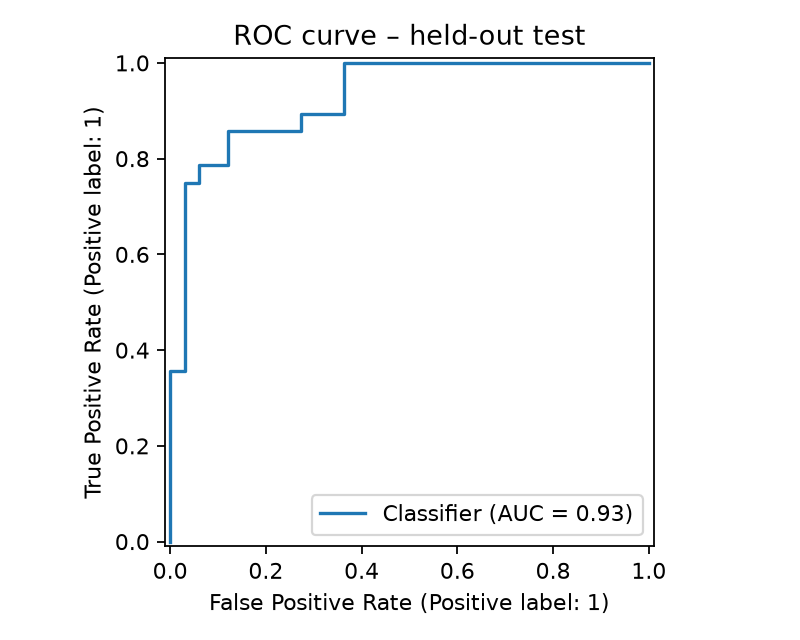 ROC curve – held-out test
True Positive Rate (Positive label: 1)
1.0
0.8
0.6
0.4
0.2
0.0
Classifier (AUC = 0.93)
0.0 0.2 0.4 0.6 0.8 1.0
False Positive Rate (Positive label: 1)